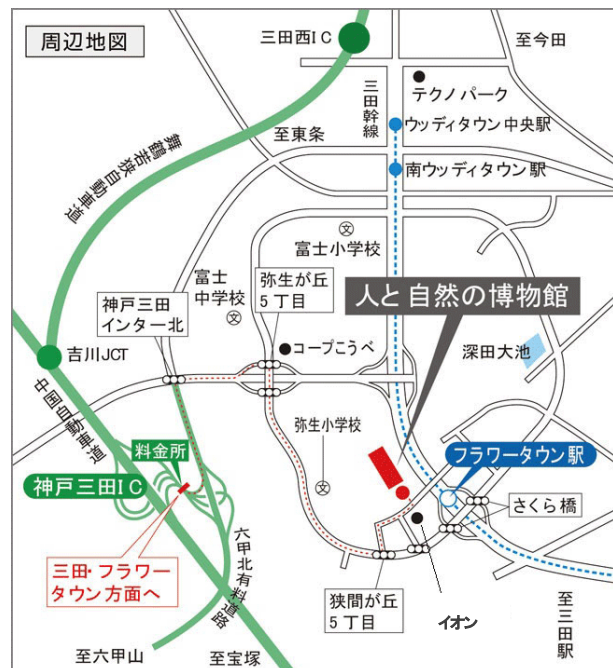 周辺地図
三田西IC
至今田
テクノパーク
三田幹線
ウッディタウン中央駅
至東条
舞鶴若狭自動車道
南ウッディタウン駅
富士小学校
富士
中学校
弥生が丘
5丁目
人と自然の博物館
神戸三田
インター北
コープこうべ
深田大池
吉川JCT
中国自動車道
弥生小学校
料金所
フラワータウン駅
神戸三田IC
さくら橋
六甲北有料道路
三田・フラワー
タウン方面へ
狭間が丘
5丁目
イオン
至三田駅
至六甲山
至宝塚
文
文
文